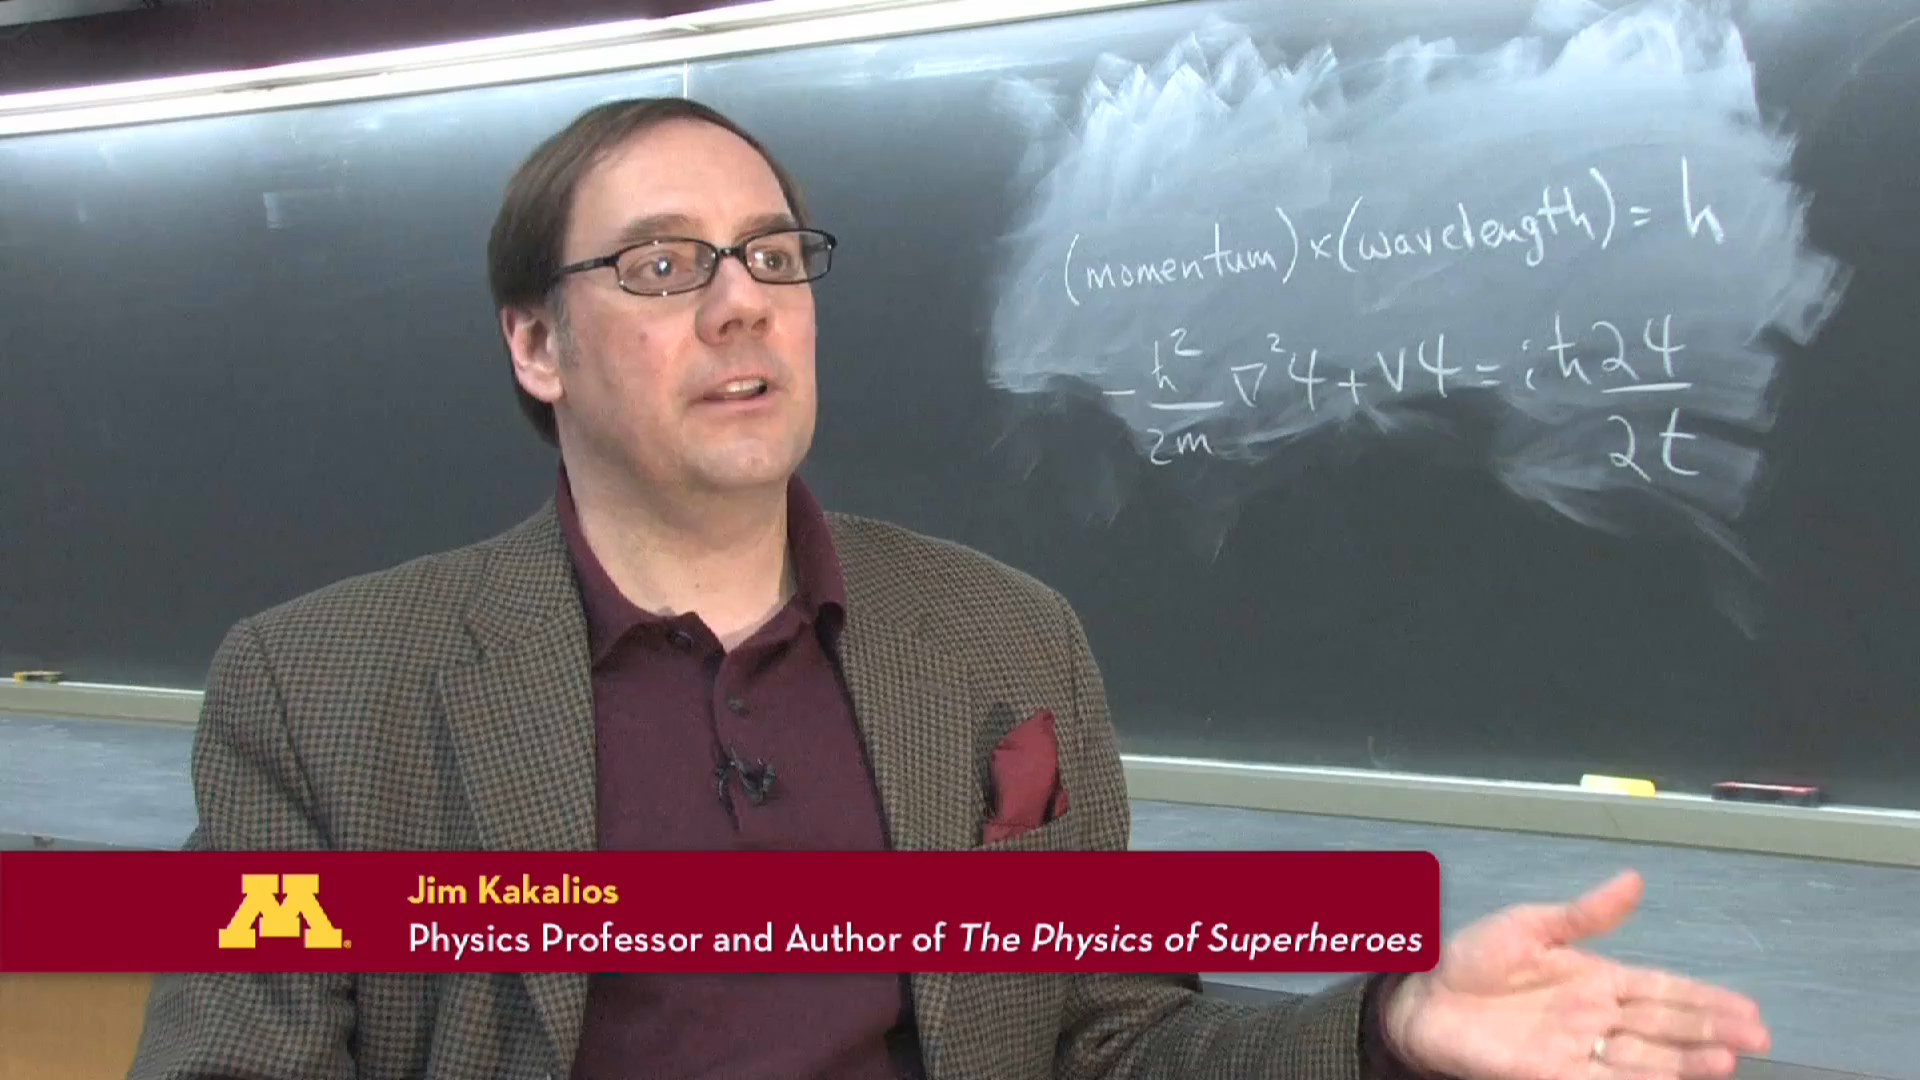 (momentum) × (wavelength) = h
- ħ²/2m ∇²ψ + Vψ = iħ ∂ψ/∂t
M
Jim Kakalios
Physics Professor and Author of The Physics of Superheroes